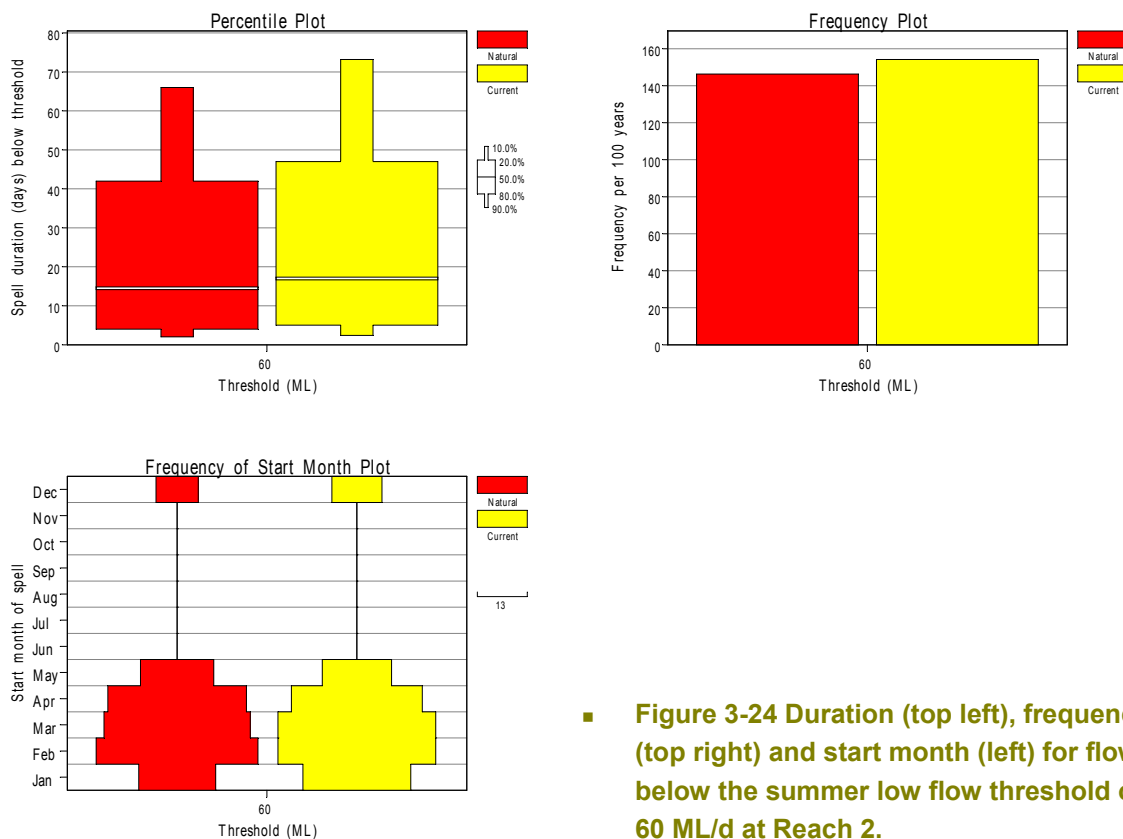 Percentile Plot
Spell duration (days) below threshold
80
70
60
50
40
30
20
10
0
60
Threshold (ML)
Natural
Current
10.0%
20.0%
50.0%
80.0%
90.0%
Frequency Plot
Frequency per 100 years
160
140
120
100
80
60
40
20
0
60
Threshold (ML)
Natural
Current
Frequency of Start Month Plot
Start month of spell
Dec
Nov
Oct
Sep
Aug
Jul
Jun
May
Apr
Mar
Feb
Jan
60
Threshold (ML)
Natural
Current
13
▪ Figure 3-24 Duration (top left), frequenc
(top right) and start month (left) for flow
below the summer low flow threshold o
60 ML/d at Reach 2.